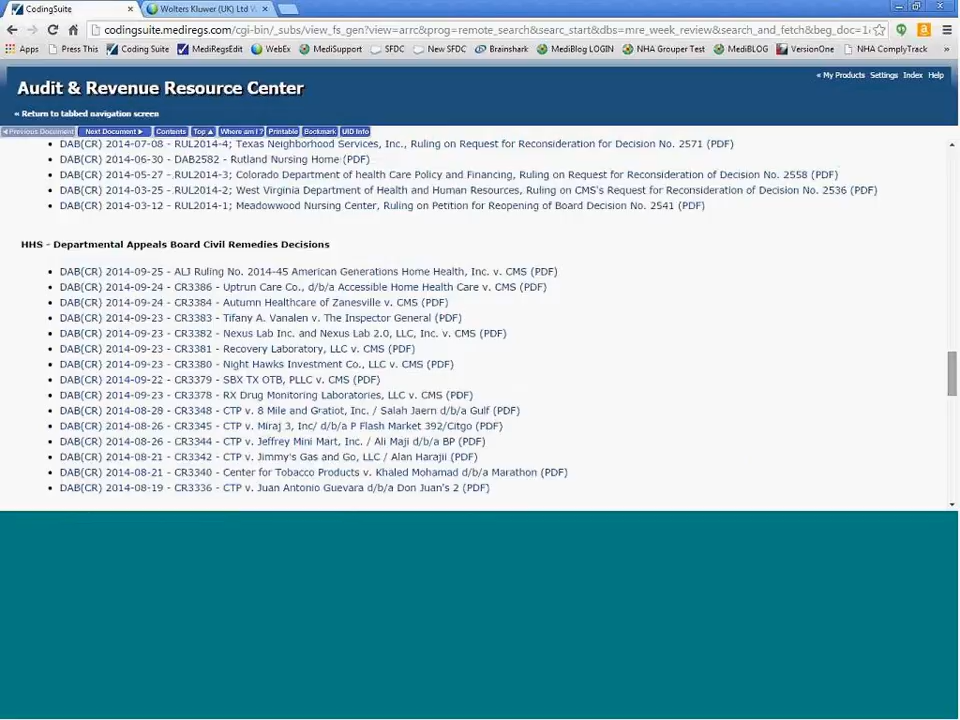 CodingSuite × Wolters Kluwer (UK) Ltd ×
codingsuite.mediregs.com/cgi-bin/_subs/view_fs_gen?view=arrc&prog=remote_search&searc_start&dbs=mre_week_review&search_and_fetch&beg_doc=1
Apps Press This Coding Suite MediRegsEdit WebEx MediSupport SFDC New SFDC Brainshark MediBlog LOGIN NHA Grouper Test MediBLOG VersionOne NHA ComplyTrack »
« My Products Settings Index Help
Audit & Revenue Resource Center
« Return to tabbed navigation screen
Previous Document Next Document Contents Top Where am I? Printable Bookmark UID Info
• DAB(CR) 2014-07-08 - RUL2014-4; Texas Neighborhood Services, Inc., Ruling on Request for Reconsideration for Decision No. 2571 (PDF)
• DAB(CR) 2014-06-30 - DAB2582 - Rutland Nursing Home (PDF)
• DAB(CR) 2014-05-27 - RUL2014-3; Colorado Department of health Care Policy and Financing, Ruling on Request for Reconsideration of Decision No. 2558 (PDF)
• DAB(CR) 2014-03-25 - RUL2014-2; West Virginia Department of Health and Human Resources, Ruling on CMS's Request for Reconsideration of Decision No. 2536 (PDF)
• DAB(CR) 2014-03-12 - RUL2014-1; Meadowwood Nursing Center, Ruling on Petition for Reopening of Board Decision No. 2541 (PDF)
HHS - Departmental Appeals Board Civil Remedies Decisions
• DAB(CR) 2014-09-25 - ALJ Ruling No. 2014-45 American Generations Home Health, Inc. v. CMS (PDF)
• DAB(CR) 2014-09-24 - CR3386 - Uptrun Care Co., d/b/a Accessible Home Health Care v. CMS (PDF)
• DAB(CR) 2014-09-24 - CR3384 - Autumn Healthcare of Zanesville v. CMS (PDF)
• DAB(CR) 2014-09-23 - CR3383 - Tifany A. Vanalen v. The Inspector General (PDF)
• DAB(CR) 2014-09-23 - CR3382 - Nexus Lab Inc. and Nexus Lab 2.0, LLC, Inc. v. CMS (PDF)
• DAB(CR) 2014-09-23 - CR3381 - Recovery Laboratory, LLC v. CMS (PDF)
• DAB(CR) 2014-09-23 - CR3380 - Night Hawks Investment Co., LLC v. CMS (PDF)
• DAB(CR) 2014-09-22 - CR3379 - SBX TX OTB, PLLC v. CMS (PDF)
• DAB(CR) 2014-09-23 - CR3378 - RX Drug Monitoring Laboratories, LLC v. CMS (PDF)
• DAB(CR) 2014-08-28 - CR3348 - CTP v. 8 Mile and Gratiot, Inc. / Salah Jaern d/b/a Gulf (PDF)
• DAB(CR) 2014-08-26 - CR3345 - CTP v. Miraj 3, Inc/ d/b/a P Flash Market 392/Citgo (PDF)
• DAB(CR) 2014-08-26 - CR3344 - CTP v. Jeffrey Mini Mart, Inc. / Ali Maji d/b/a BP (PDF)
• DAB(CR) 2014-08-21 - CR3342 - CTP v. Jimmy's Gas and Go, LLC / Alan Harajii (PDF)
• DAB(CR) 2014-08-21 - CR3340 - Center for Tobacco Products v. Khaled Mohamad d/b/a Marathon (PDF)
• DAB(CR) 2014-08-19 - CR3336 - CTP v. Juan Antonio Guevara d/b/a Don Juan's 2 (PDF)